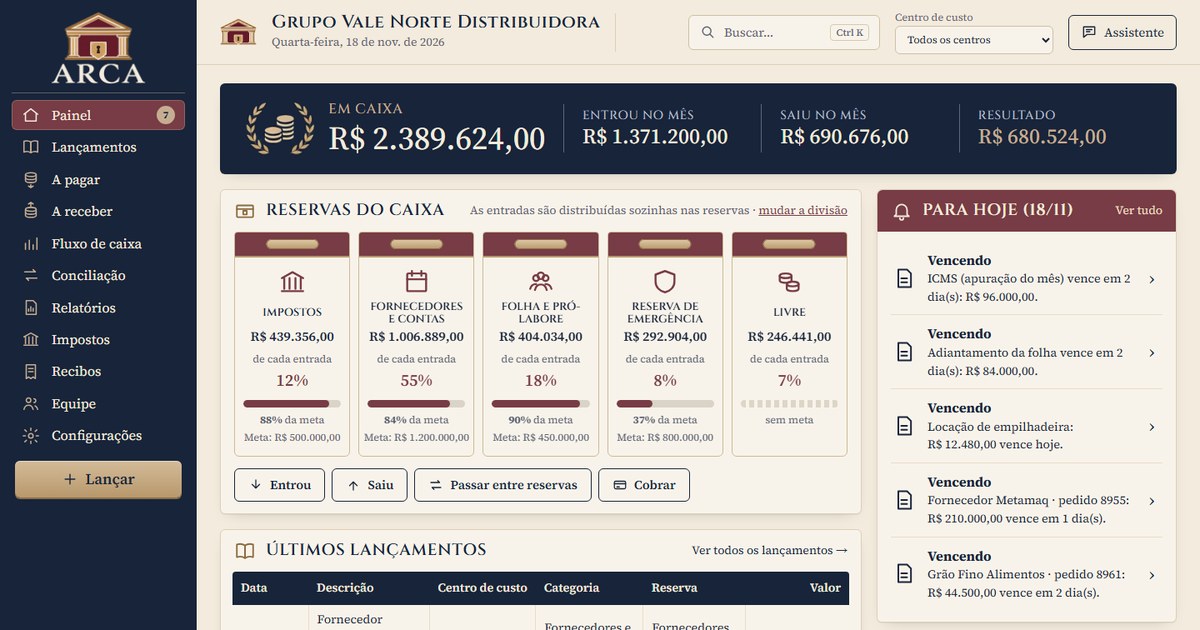 ARCA
Painel 7
Lançamentos
A pagar
A receber
Fluxo de caixa
Conciliação
Relatórios
Impostos
Recibos
Equipe
Configurações
+ Lançar
Grupo Vale Norte Distribuidora
Quarta-feira, 18 de nov. de 2026
Buscar... Ctrl K
Centro de custo
Todos os centros
Assistente
EM CAIXA
R$ 2.389.624,00
ENTROU NO MÊS
R$ 1.371.200,00
SAIU NO MÊS
R$ 690.676,00
RESULTADO
R$ 680.524,00
RESERVAS DO CAIXA
As entradas são distribuídas sozinhas nas reservas · mudar a divisão
IMPOSTOS
R$ 439.356,00
de cada entrada
12%
88% da meta
Meta: R$ 500.000,00
FORNECEDORES
E CONTAS
R$ 1.006.889,00
de cada entrada
55%
84% da meta
Meta: R$ 1.200.000,00
FOLHA E PRÓ-
LABORE
R$ 404.034,00
de cada entrada
18%
90% da meta
Meta: R$ 450.000,00
RESERVA DE
EMERGÊNCIA
R$ 292.904,00
de cada entrada
8%
37% da meta
Meta: R$ 800.000,00
LIVRE
R$ 246.441,00
de cada entrada
7%
sem meta
↓ Entrou
↑ Saiu
Passar entre reservas
Cobrar
PARA HOJE (18/11)
Ver tudo
Vencendo
ICMS (apuração do mês) vence em 2
dia(s): R$ 96.000,00.
Vencendo
Adiantamento da folha vence em 2
dia(s): R$ 84.000,00.
Vencendo
Locação de empilhadeira:
R$ 12.480,00 vence hoje.
Vencendo
Fornecedor Metamaq · pedido 8955:
R$ 210.000,00 vence em 1 dia(s).
Vencendo
Grão Fino Alimentos · pedido 8961:
R$ 44.500,00 vence em 2 dia(s).
ÚLTIMOS LANÇAMENTOS
Ver todos os lançamentos →
Data Descrição Centro de custo Categoria Reserva Valor
Fornecedor
Fornecedores e Fornecedores